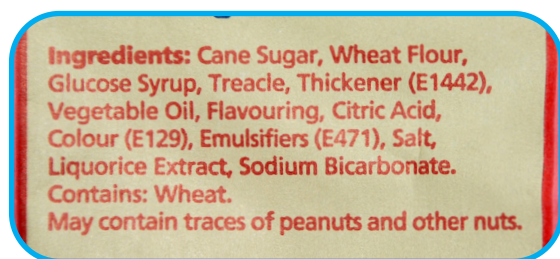 Ingredients: Cane Sugar, Wheat Flour,
Glucose Syrup, Treacle, Thickener (E1442),
Vegetable Oil, Flavouring, Citric Acid,
Colour (E129), Emulsifiers (E471), Salt,
Liquorice Extract, Sodium Bicarbonate.
Contains: Wheat.
May contain traces of peanuts and other nuts.